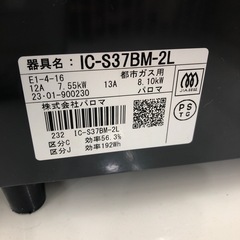 器具名： IC-S37BM-2L
E1-4-16 都市ガス用
12A 7.55kW 13A 8.10kW
23-01-900230 パロマ
株式会社パロマ
232 IC-S37BM-2L
区分C 効率56.3%
区分J 効率192Wh
PS
TG